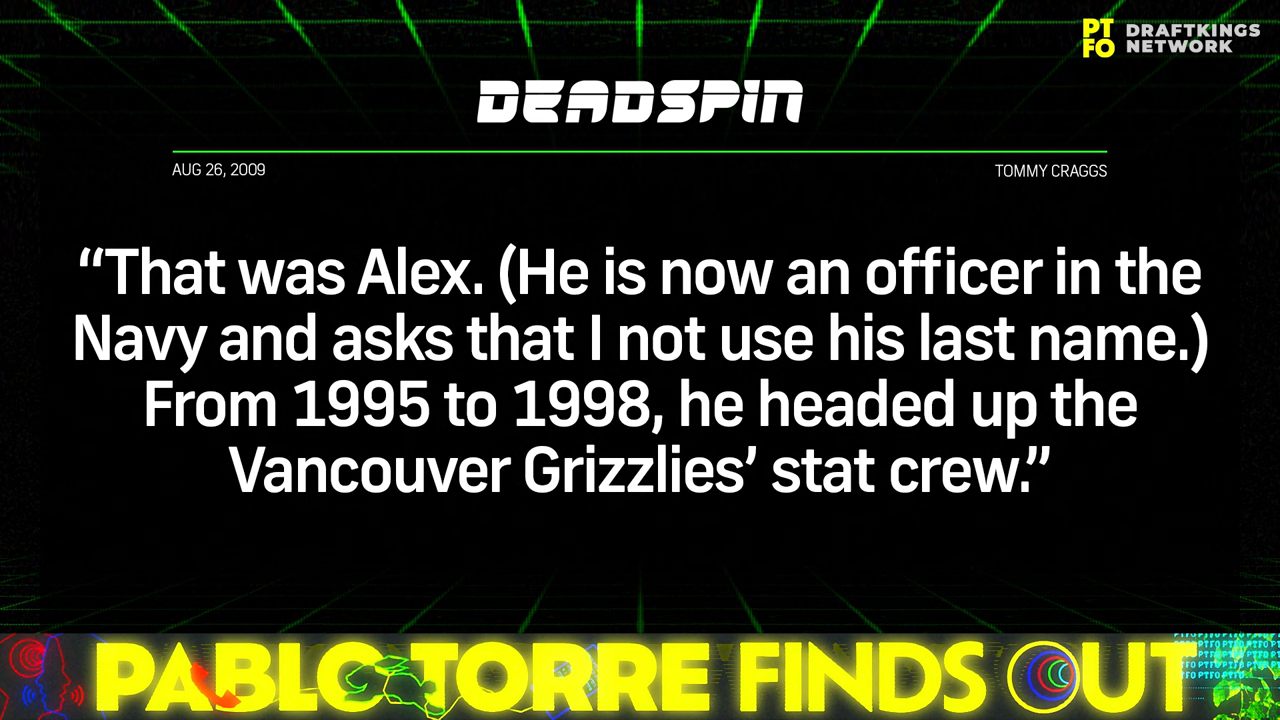 PT
FO
DRAFTKINGS
NETWORK
DEADSPIN
AUG 26, 2009
TOMMY CRAGGS
“That was Alex. (He is now an officer in the
Navy and asks that I not use his last name.)
From 1995 to 1998, he headed up the
Vancouver Grizzlies’ stat crew.”
PABLO TORRE FINDS OUT